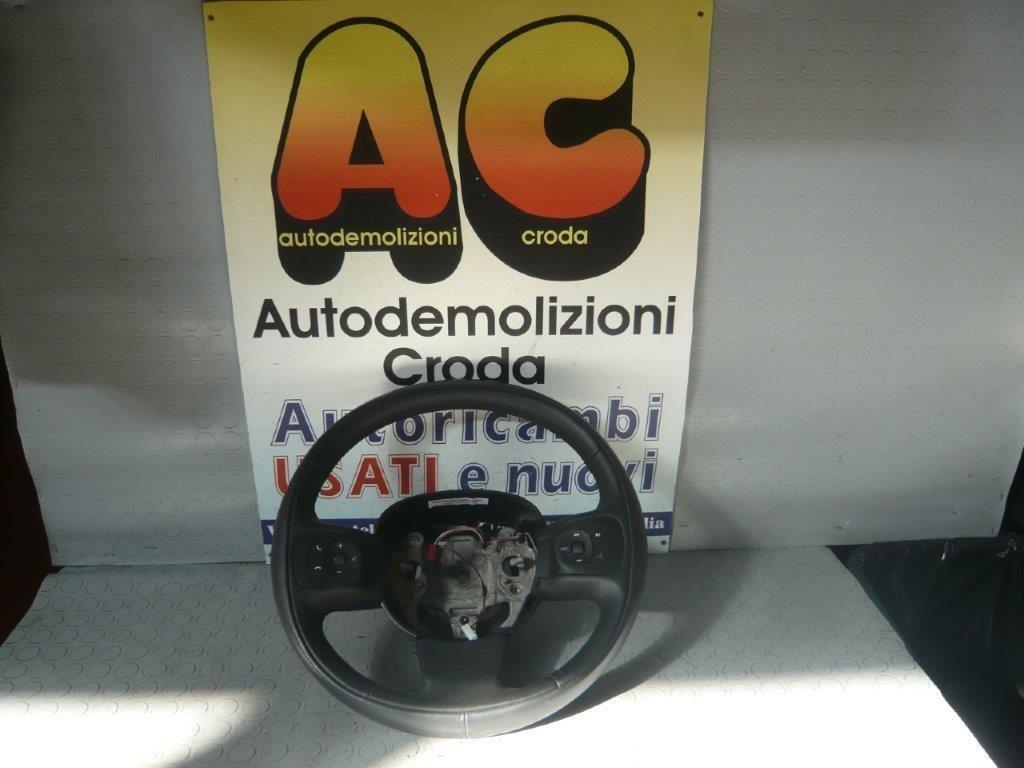 AC
autodemolizioni croda
Autodemolizioni
Croda
Autoricambi
USATI e nuovi